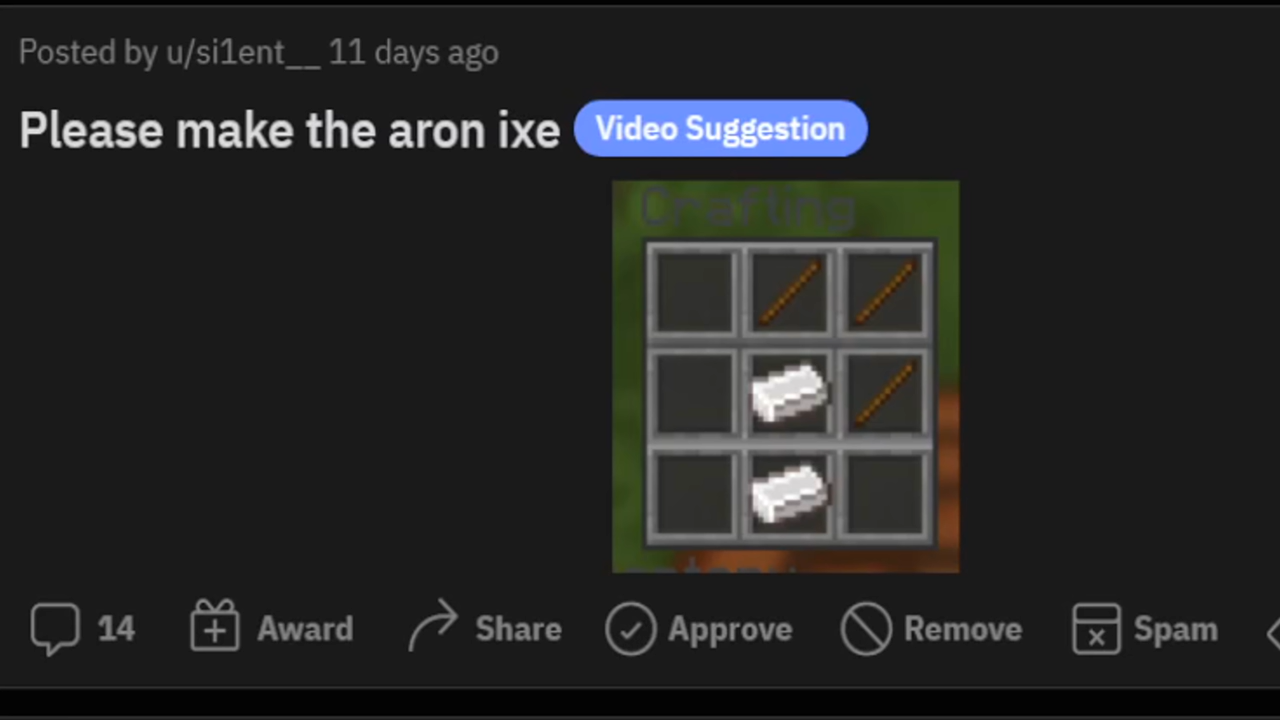 Posted by u/si1ent__ 11 days ago
Please make the aron ixe Video Suggestion
Crafting
14 Award Share Approve Remove Spam